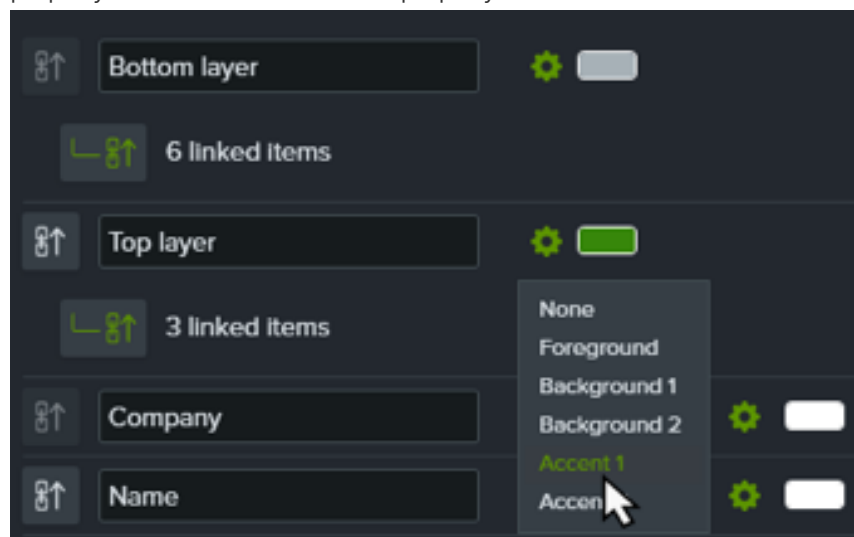 Bottom layer
6 linked items
Top layer
3 linked items
None
Foreground
Background 1
Background 2
Accent 1
Accen
Company
Name